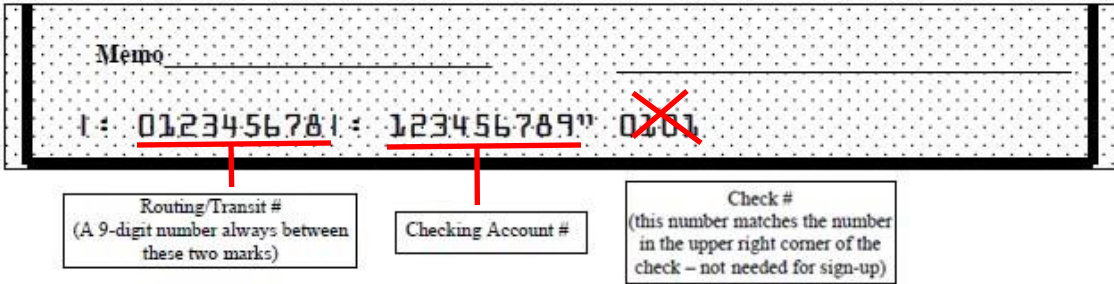 Memo
|: 012345678|: 123456789" 0101
Routing/Transit #
(A 9-digit number always between
these two marks)
Checking Account #
Check #
(this number matches the number
in the upper right corner of the
check – not needed for sign-up)